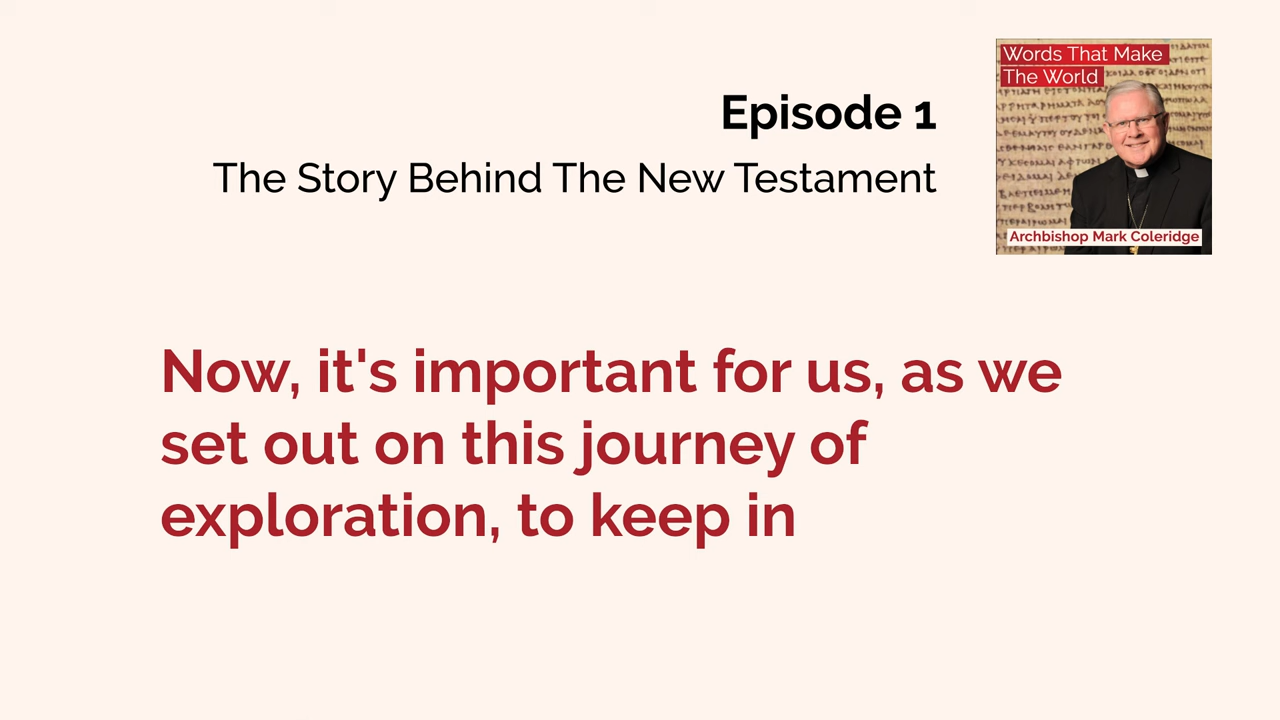 Episode 1
The Story Behind The New Testament
Words That Make
The World
Archbishop Mark Coleridge
Now, it's important for us, as we
set out on this journey of
exploration, to keep in